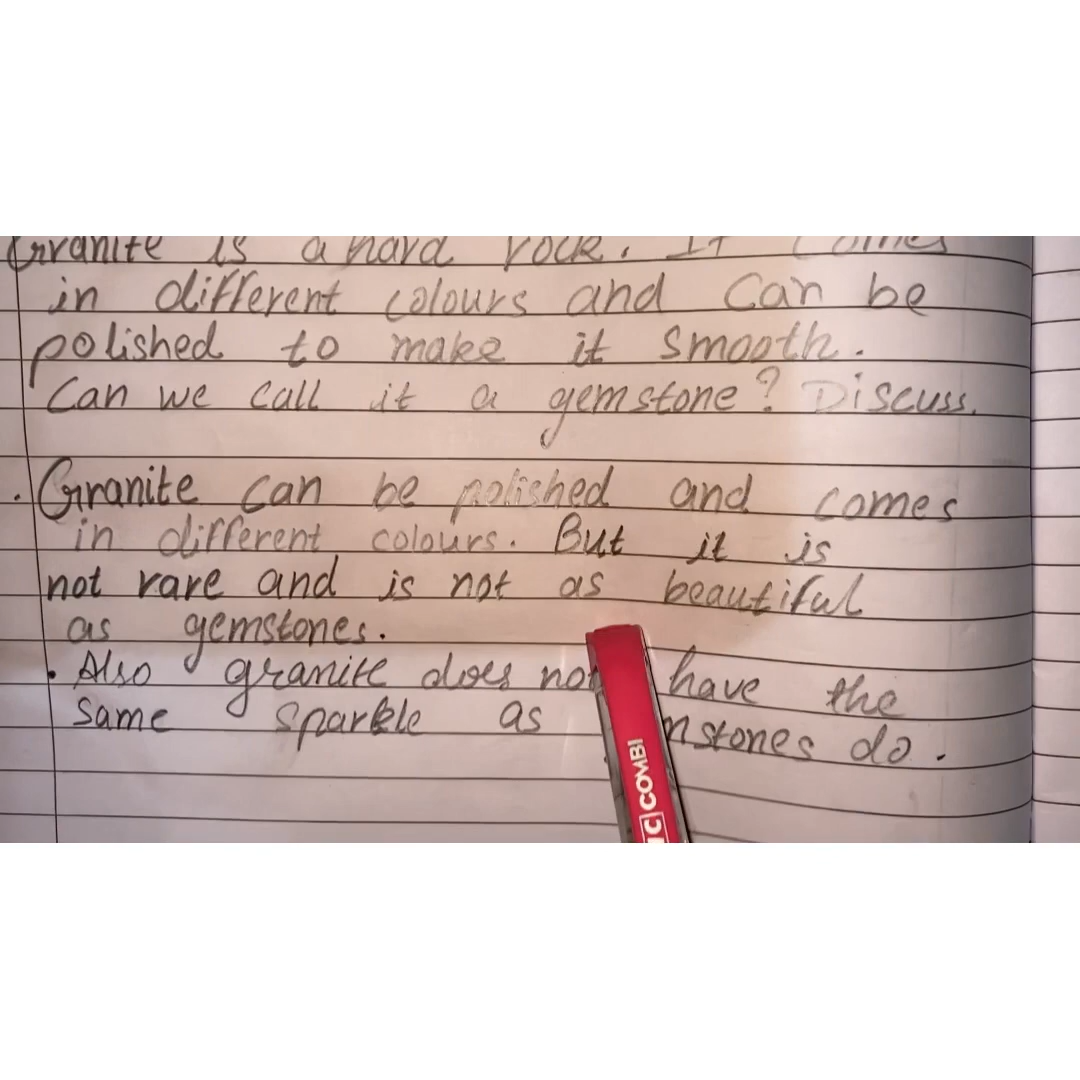 Granite is a hard rock. It comes
in different colours and can be
polished to make it smooth.
Can we call it a gemstone? Discuss.
. Granite can be polished and comes
in different colours. But it is
not rare and is not as beautiful
as gemstones.
. Also granite does not have the
same sparkle as mstones do.
C COMBI